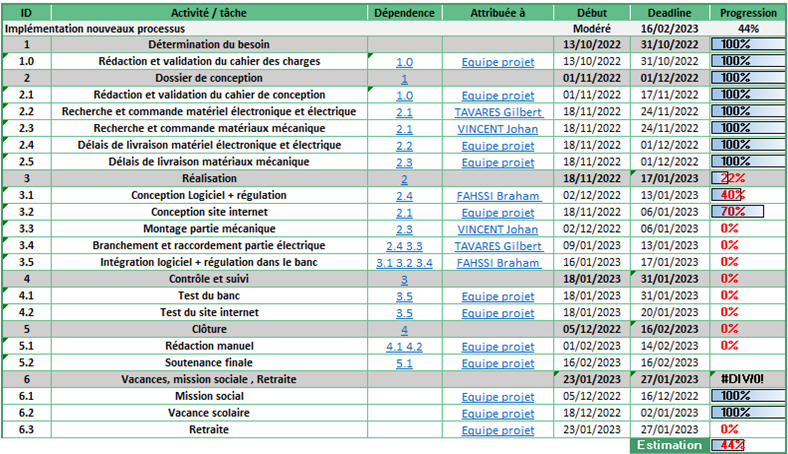 ID Activité / tâche Dépendence Attribuée à Début Deadline Progression
Implémentation nouveaux processus Modéré 16/02/2023 44%
1 Détermination du besoin 13/10/2022 31/10/2022 100%
1.0 Rédaction et validation du cahier des charges 1.0 Equipe projet 13/10/2022 31/10/2022 100%
2 Dossier de conception 1 01/11/2022 01/12/2022 100%
2.1 Rédaction et validation du cahier de conception 1.0 Equipe projet 01/11/2022 17/11/2022 100%
2.2 Recherche et commande matériel électronique et électrique 2.1 TAVARES Gilbert 18/11/2022 24/11/2022 100%
2.3 Recherche et commande matériaux mécanique 2.1 VINCENT Johan 18/11/2022 24/11/2022 100%
2.4 Délais de livraison matériel électronique et électrique 2.2 Equipe projet 18/11/2022 01/12/2022 100%
2.5 Délais de livraison matériaux mécanique 2.3 Equipe projet 18/11/2022 01/12/2022 100%
3 Réalisation 2 18/11/2022 17/01/2023 22%
3.1 Conception Logiciel + régulation 2.4 FAHSSI Braham 02/12/2022 13/01/2023 40%
3.2 Conception site internet 2.1 Equipe projet 18/11/2022 06/01/2023 70%
3.3 Montage partie mécanique 2.3 VINCENT Johan 02/12/2022 06/01/2023 0%
3.4 Branchement et raccordement partie électrique 2.4 3.3 TAVARES Gilbert 09/01/2023 13/01/2023 0%
3.5 Intégration logiciel + régulation dans le banc 3.1 3.2 3.4 FAHSSI Braham 16/01/2023 17/01/2023 0%
4 Contrôle et suivi 3 18/01/2023 31/01/2023 0%
4.1 Test du banc 3.5 Equipe projet 18/01/2023 31/01/2023 0%
4.2 Test du site internet 3.5 Equipe projet 18/01/2023 20/01/2023 0%
5 Clôture 4 05/12/2022 16/02/2023 0%
5.1 Rédaction manuel 4.1 4.2 Equipe projet 01/02/2023 14/02/2023 0%
5.2 Soutenance finale 5.1 Equipe projet 16/02/2023 16/02/2023
6 Vacances, mission sociale , Retraite 23/01/2023 27/01/2023 #DIV/0!
6.1 Mission social Equipe projet 05/12/2022 16/12/2022 100%
6.2 Vacance scolaire Equipe projet 18/12/2022 02/01/2023 100%
6.3 Retraite Equipe projet 23/01/2023 27/01/2023 0%
Estimation 44%